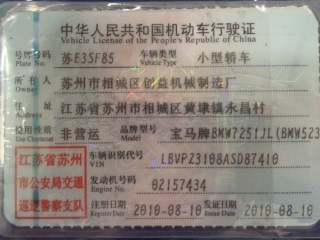 中华人民共和国机动车行驶证
Vehicle License of the People's Republic of China
号牌号码 苏E3SF85 车辆类型 小型轿车
Plate No. Vehicle Type
所有人 苏州市相城区创益机械制造厂
Owner
住址 江苏省苏州市相城区黄埭镇永昌村
Address
使用性质 非营运 品牌型号 宝马牌BMW7251JL(BMW523
Use Character Model
江苏省苏州
市公安局交通
巡逻警察支队
车辆识别代号 LBVPZ3108ASD87410
VIN
发动机号码 02157434
Engine No.
注册日期 2010-08-10 发证日期 2010-08-10
Register Date Issue Date